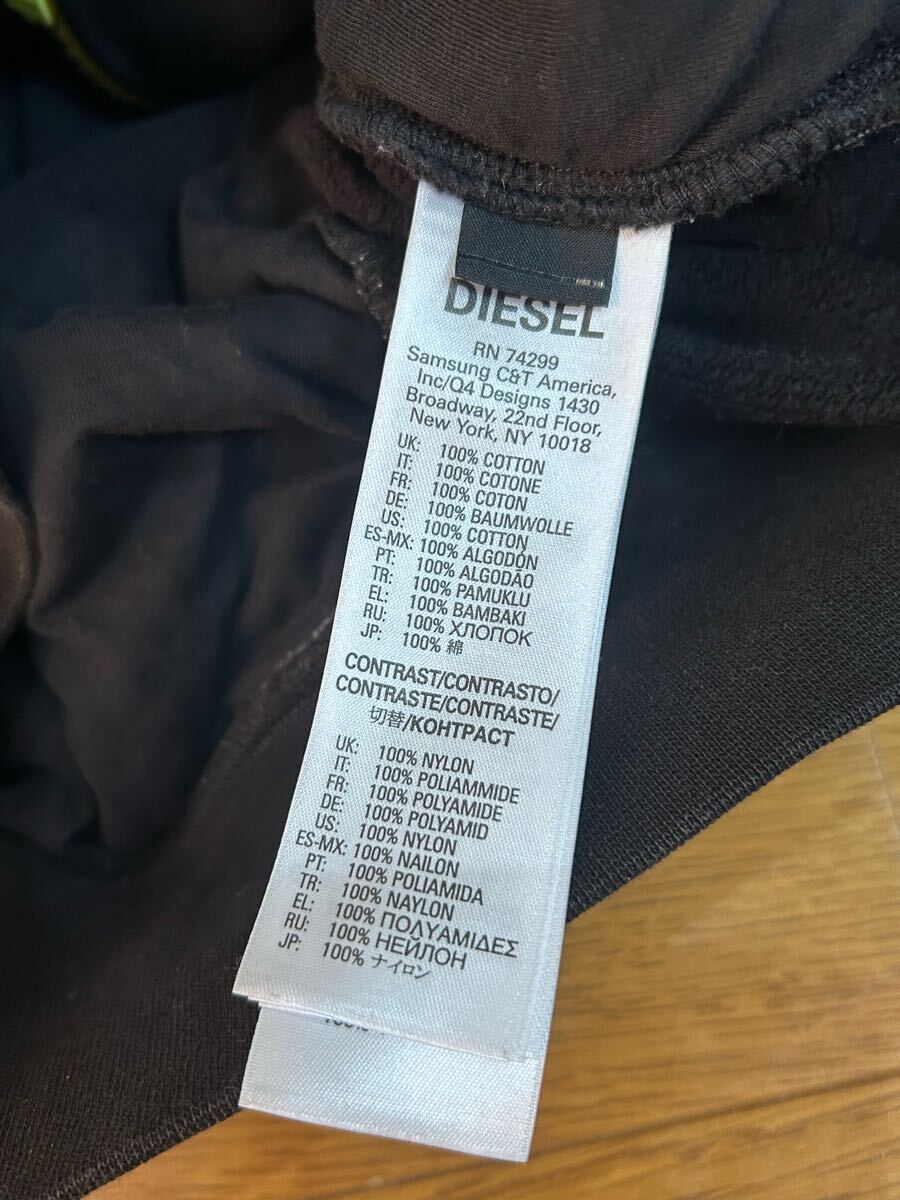 DIESEL
RN 74299
Samsung C&T America,
Inc/Q4 Designs 1430
Broadway, 22nd Floor,
New York, NY 10018
UK: 100% COTTON
IT: 100% COTONE
FR: 100% COTON
DE: 100% BAUMWOLLE
US: 100% COTTON
ES-MX: 100% ALGODÓN
PT: 100% ALGODÃO
TR: 100% PAMUKLU
EL: 100% BAMBAKI
RU: 100% ХЛОПОК
JP: 100% 綿
CONTRAST/CONTRASTO/
CONTRASTE/CONTRASTE/
切替/КОНТРАСТ
UK: 100% NYLON
IT: 100% POLIAMMIDE
FR: 100% POLYAMIDE
DE: 100% POLYAMID
US: 100% NYLON
ES-MX: 100% NAILON
PT: 100% POLIAMIDA
TR: 100% NAYLON
EL: 100% ΠΟΛΥΑΜΙΔΕΣ
RU: 100% НЕЙЛОН
JP: 100% ナイロン